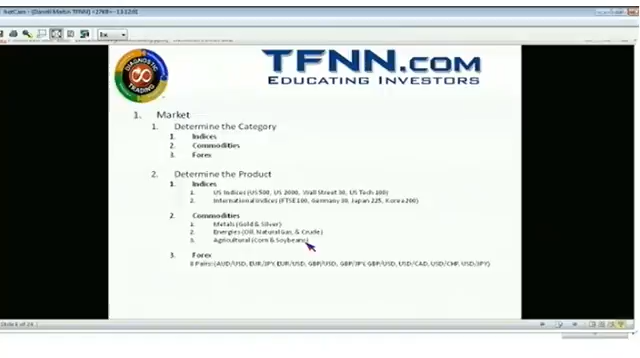 TFNN.COM
EDUCATING INVESTORS
DIAGNOSTIC
TRADING
1. Market
1. Determine the Category
1. Indices
2. Commodities
3. Forex
2. Determine the Product
1. Indices
1. US Indices (US 500, US 2000, Wall Street 30, US Tech 100)
2. International Indices (FTSE 100, Germany 30, Japan 225, Korea 200)
2. Commodities
1. Metals (Gold & Silver)
2. Energies (Oil, Natural Gas, & Crude)
3. Agricultural (Corn & Soybeans)
3. Forex
8 Pairs: (AUD/USD, EUR/JPY, EUR/USD, GBP/USD, GBP/JPY, GBP/USD, USD/CAD, USD/CHF, USD/JPY)